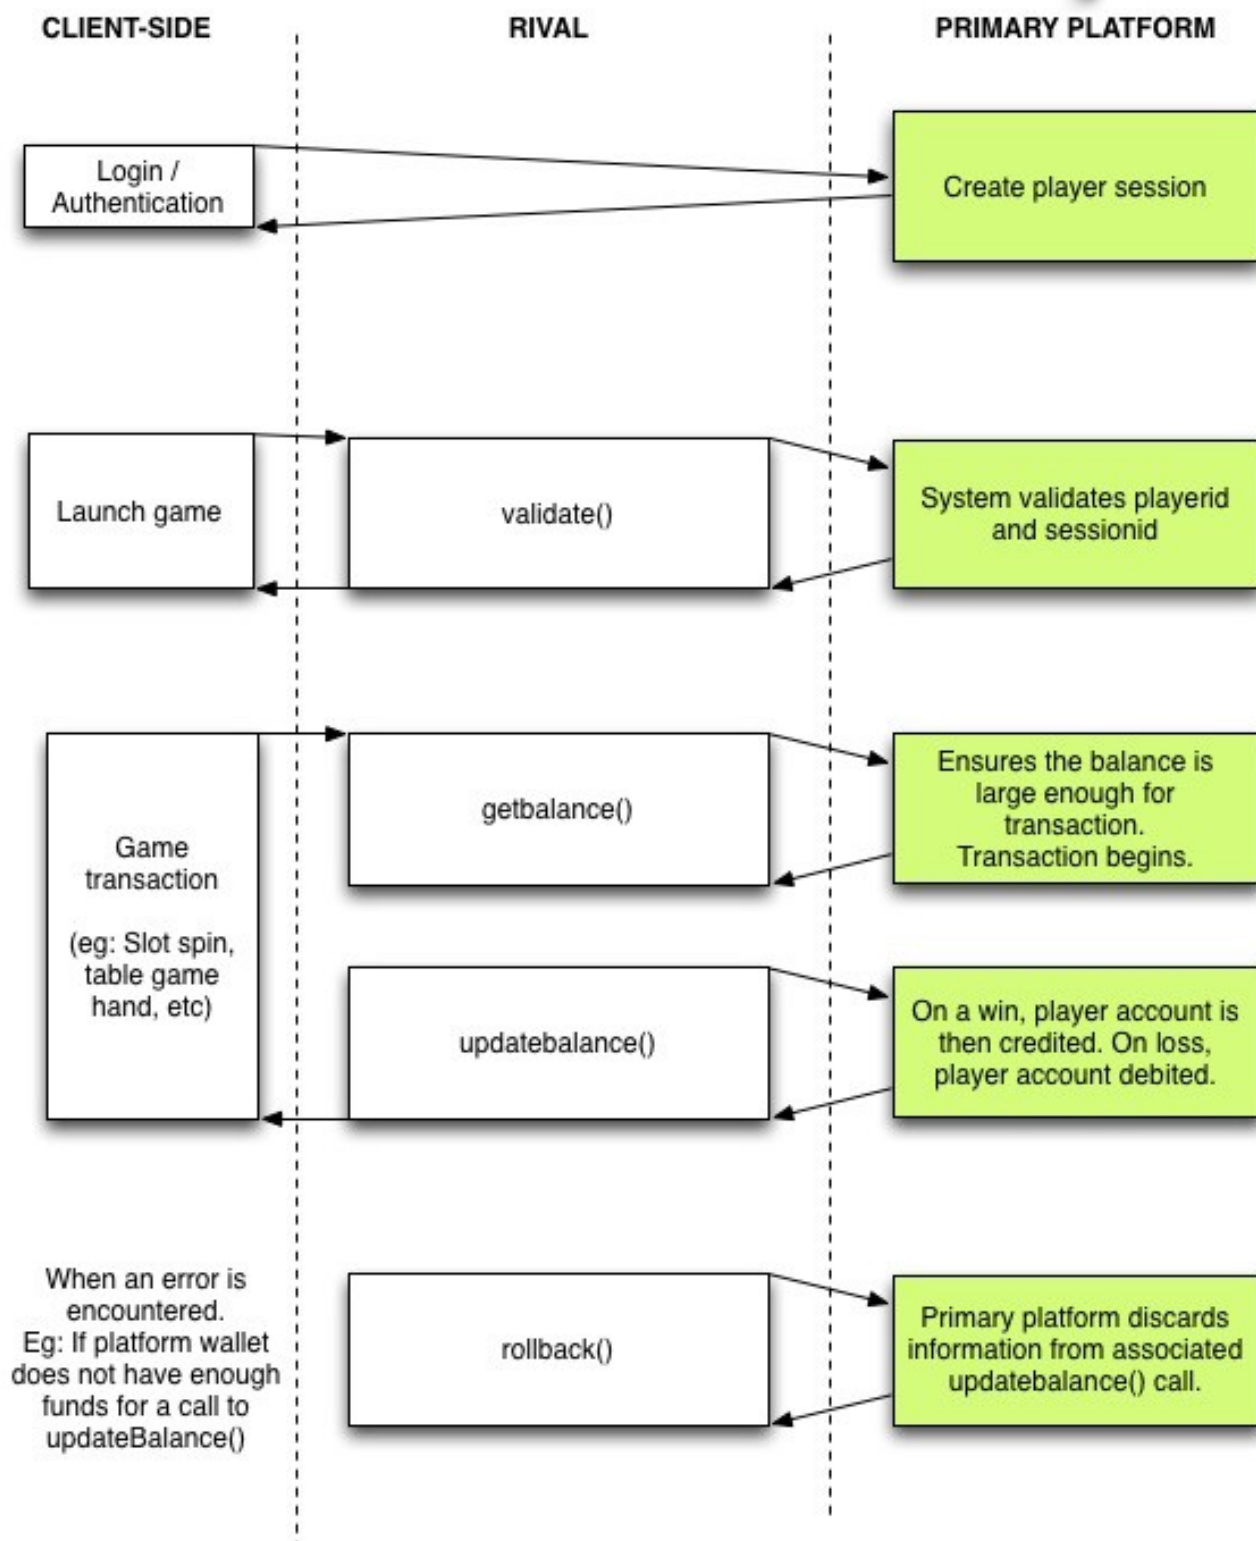 CLIENT-SIDE
RIVAL
PRIMARY PLATFORM
Login /
Authentication
Create player session
Launch game
validate()
System validates playerid
and sessionid
Game
transaction
(eg: Slot spin,
table game
hand, etc)
getbalance()
Ensures the balance is
large enough for
transaction.
Transaction begins.
updatebalance()
On a win, player account is
then credited. On loss,
player account debited.
When an error is
encountered.
Eg: If platform wallet
does not have enough
funds for a call to
updateBalance()
rollback()
Primary platform discards
information from associated
updatebalance() call.